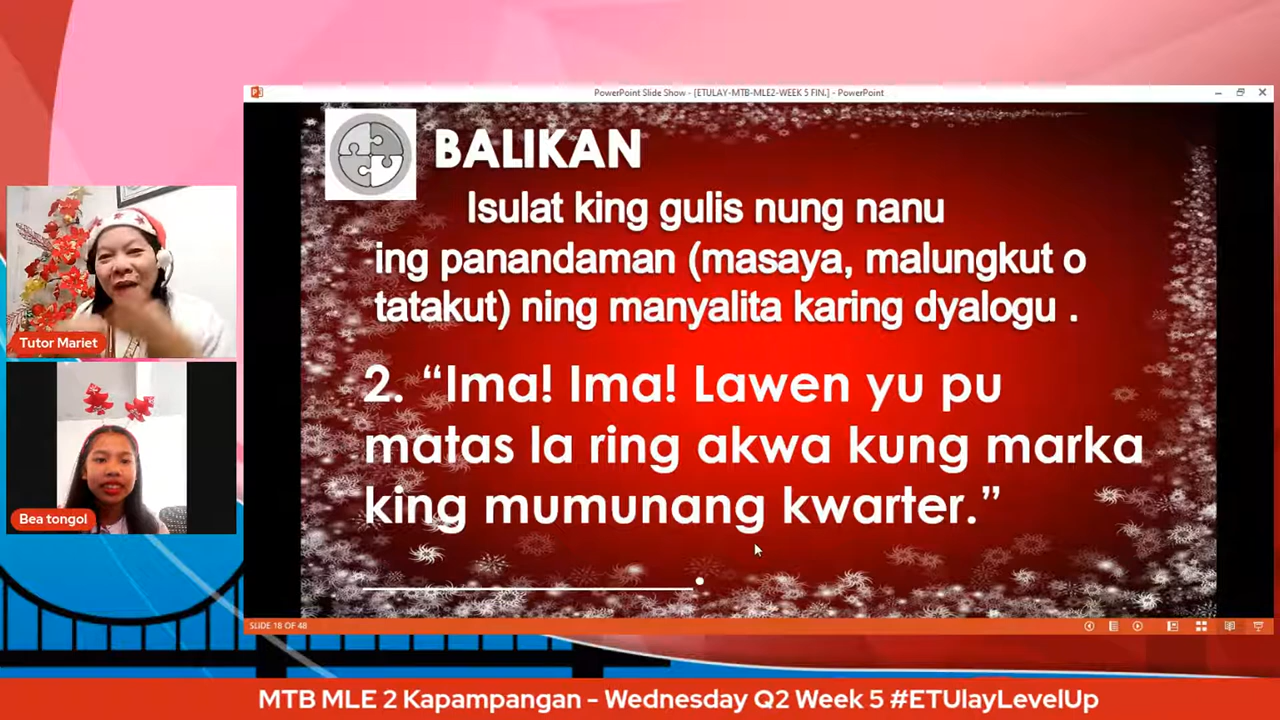 PowerPoint Slide Show - [ETULAY-MTB-MLE2-WEEK 5 FIN.] - PowerPoint
BALIKAN
Isulat king gulis nung nanu
ing panandaman (masaya, malungkut o
tatakut) ning manyalita karing dyalogu .
2. “Ima! Ima! Lawen yu pu
matas la ring akwa kung marka
king mumunang kwarter.”
Tutor Mariet
Bea tongol
SLIDE 18 OF 48
MTB MLE 2 Kapampangan - Wednesday Q2 Week 5 #ETUlayLevelUp